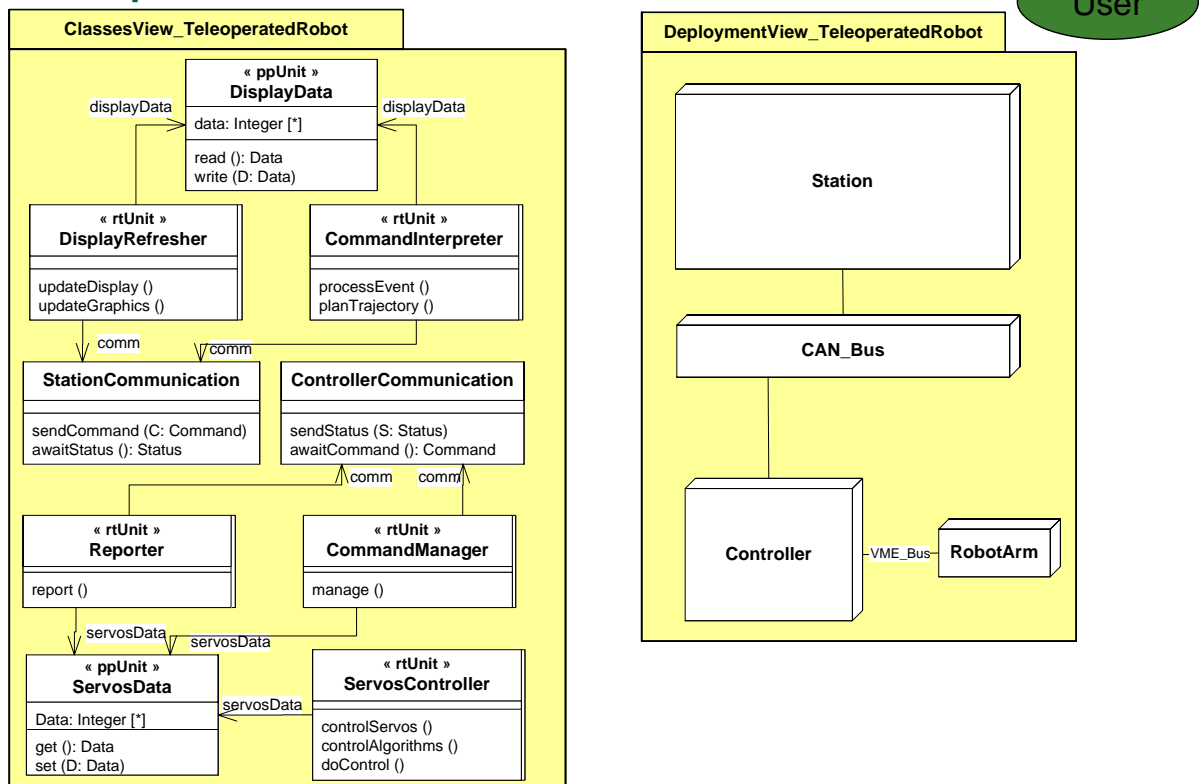 User
ClassesView_TeleoperatedRobot
« ppUnit »
DisplayData
displayData
displayData
data: Integer [*]
read (): Data
write (D: Data)
« rtUnit »
DisplayRefresher
updateDisplay ()
updateGraphics ()
« rtUnit »
CommandInterpreter
processEvent ()
planTrajectory ()
comm
comm
StationCommunication
sendCommand (C: Command)
awaitStatus (): Status
ControllerCommunication
sendStatus (S: Status)
awaitCommand (): Command
comm
comm
« rtUnit »
Reporter
report ()
« rtUnit »
CommandManager
manage ()
servosData
servosData
« ppUnit »
ServosData
Data: Integer [*]
get (): Data
set (D: Data)
servosData
« rtUnit »
ServosController
controlServos ()
controlAlgorithms ()
doControl ()
DeploymentView_TeleoperatedRobot
Station
CAN_Bus
Controller
VME_Bus
RobotArm